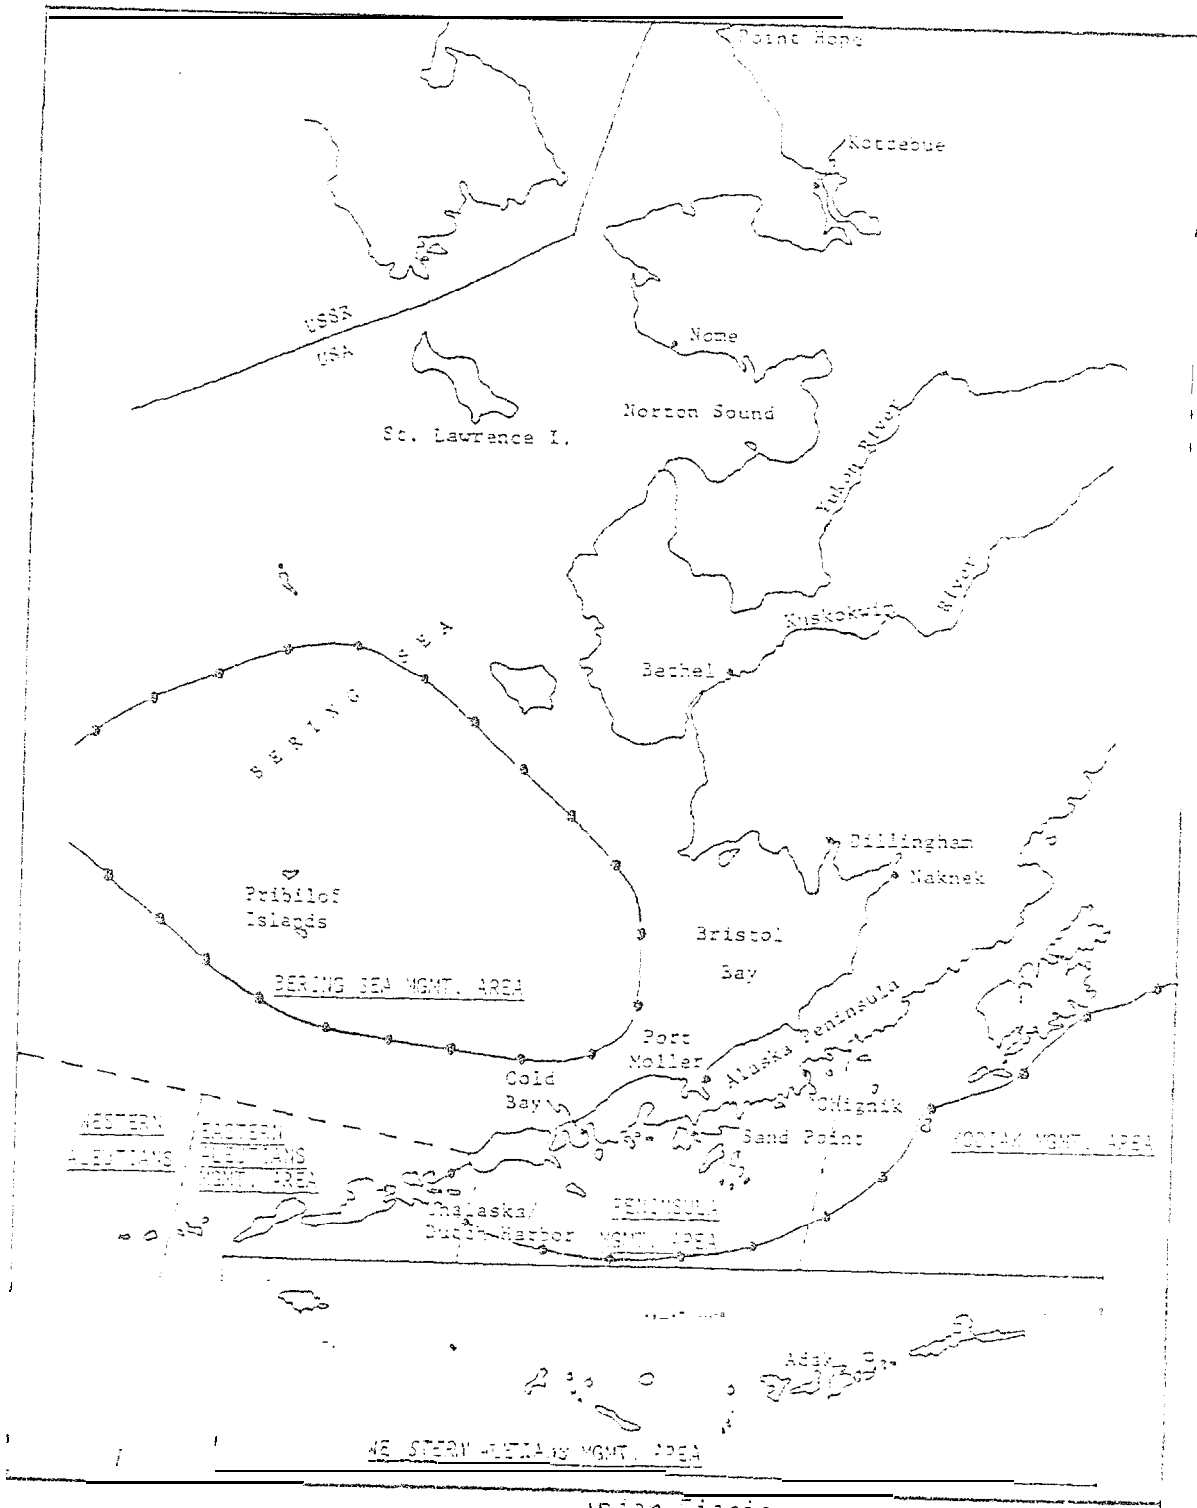 Point Hope
Kotzebue
USSR
USA
Nome
Norton Sound
St. Lawrence I.
Yukon River
Kuskokwim River
BERING SEA
Bethel
Dillingham
Naknek
Pribilof
Islands
Bristol
Bay
BERING SEA MGMT. AREA
Port
Moller
Alaska Peninsula
Cold
Bay
Chignik
Sand Point
KODIAK MGMT. AREA
WESTERN
ALEUTIANS
EASTERN
ALEUTIANS
MGMT. AREA
Unalaska/
Dutch Harbor
PENINSULA
MGMT. AREA
Adak
WESTERN ALEUTIANS MGMT. AREA